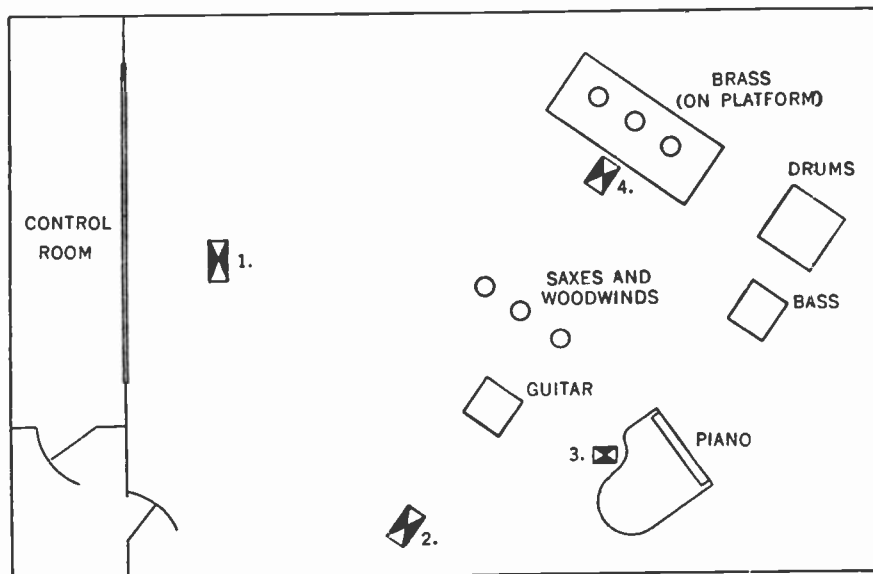 BRASS
(ON PLATFORM)
DRUMS
4.
CONTROL
ROOM
1.
SAXES AND
WOODWINDS
BASS
GUITAR
PIANO
3.
2.